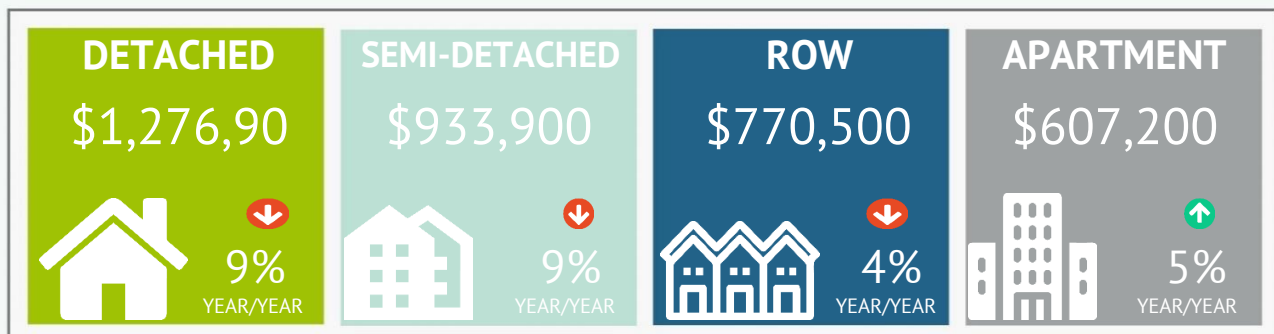 DETACHED
$1,276,90
9%
YEAR/YEAR
SEMI-DETACHED
$933,900
9%
YEAR/YEAR
ROW
$770,500
4%
YEAR/YEAR
APARTMENT
$607,200
5%
YEAR/YEAR